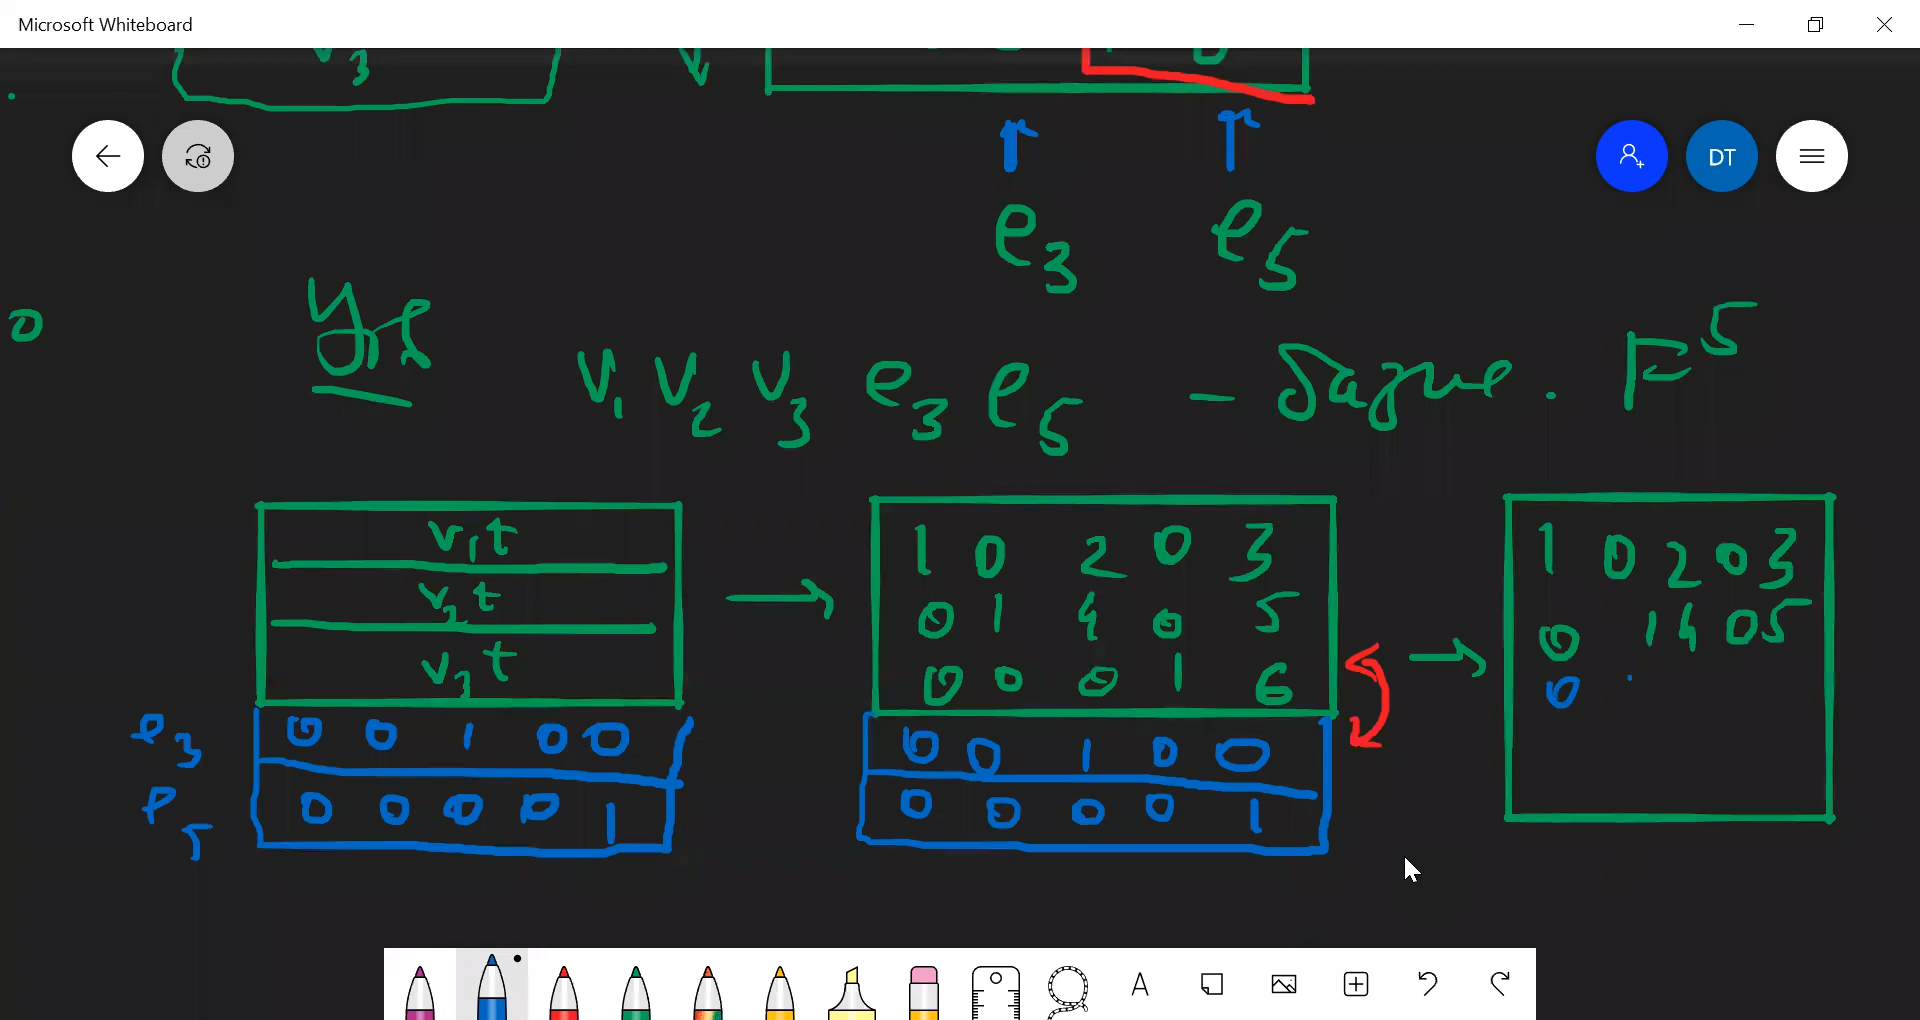 Microsoft Whiteboard
v3
DT
e3 e5
0
v1 v2 v3 e3 e5 - базис. F^5
v1t
v2t
v3t
e3 0 0 1 0 0
e5 0 0 0 0 1
1 0 2 0 3
0 1 4 0 5
0 0 0 1 6
0 0 1 0 0
0 0 0 0 1
1 0 2 0 3
0 1 4 0 5
0
A